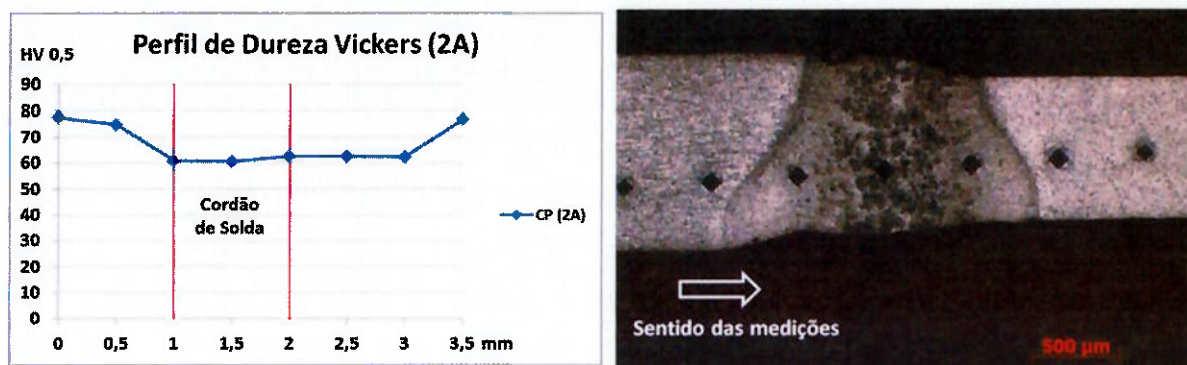 Perfil de Dureza Vickers (2A)
HV 0,5
90
80
70
60
50
40
30
20
10
0
0 0,5 1 1,5 2 2,5 3 3,5 mm
Cordão
de Solda
CP (2A)
Sentido das medições
500 µm